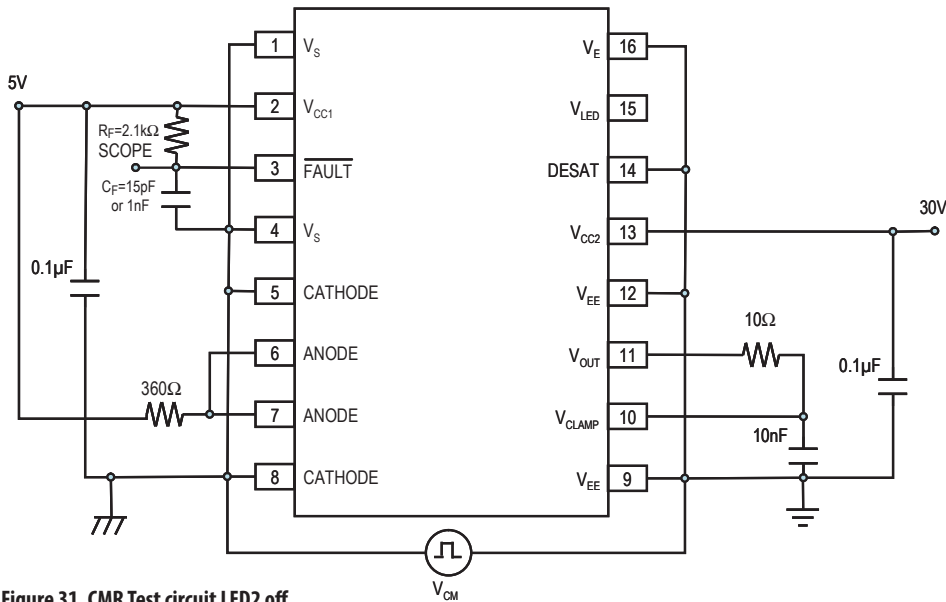 5V
30V
1 V_S
2 V_CC1
3 FAULT
4 V_S
5 CATHODE
6 ANODE
7 ANODE
8 CATHODE
V_E 16
V_LED 15
DESAT 14
V_CC2 13
V_EE 12
V_OUT 11
V_CLAMP 10
V_EE 9
R_F=2.1kΩ
SCOPE
C_F=15pF
or 1nF
0.1µF
360Ω
10Ω
0.1µF
10nF
V_CM
Figure 31. CMR Test circuit LED2 off